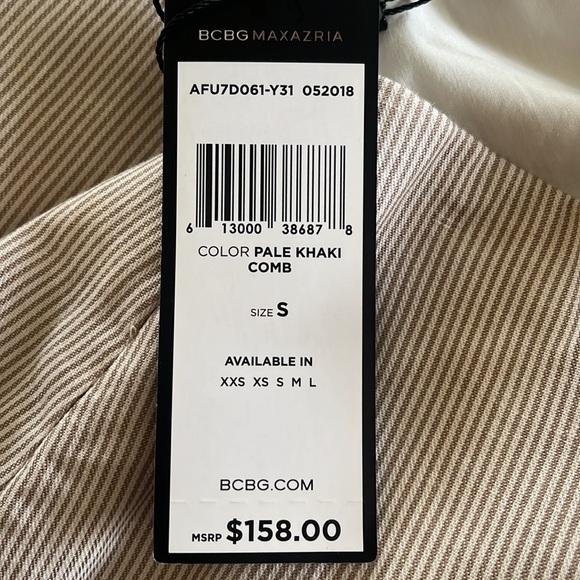 BCBGMAXAZRIA
AFU7D061-Y31 052018
6 13000 38687 8
COLOR PALE KHAKI
COMB
SIZE S
AVAILABLE IN
XXS XS S M L
BCBG.COM
MSRP $158.00